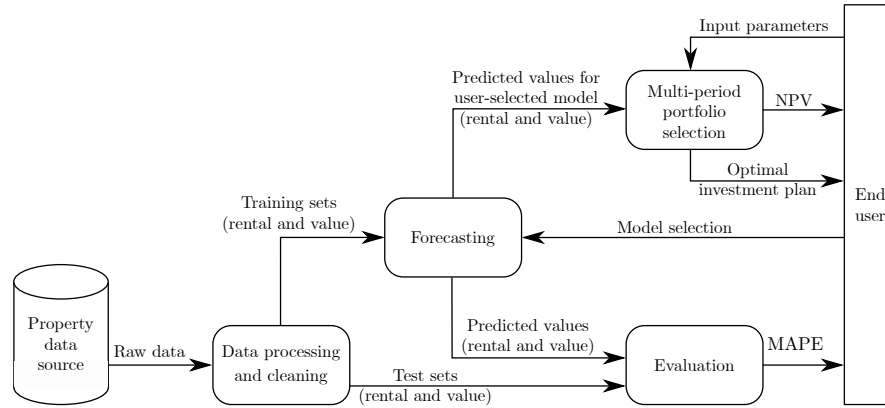 Input parameters
Predicted values for
user-selected model
(rental and value)
Multi-period
portfolio
selection
NPV
Optimal
investment plan
Training sets
(rental and value)
Forecasting
Model selection
End
user
Property
data
source
Raw data
Data processing
and cleaning
Predicted values
(rental and value)
Test sets
(rental and value)
Evaluation
MAPE